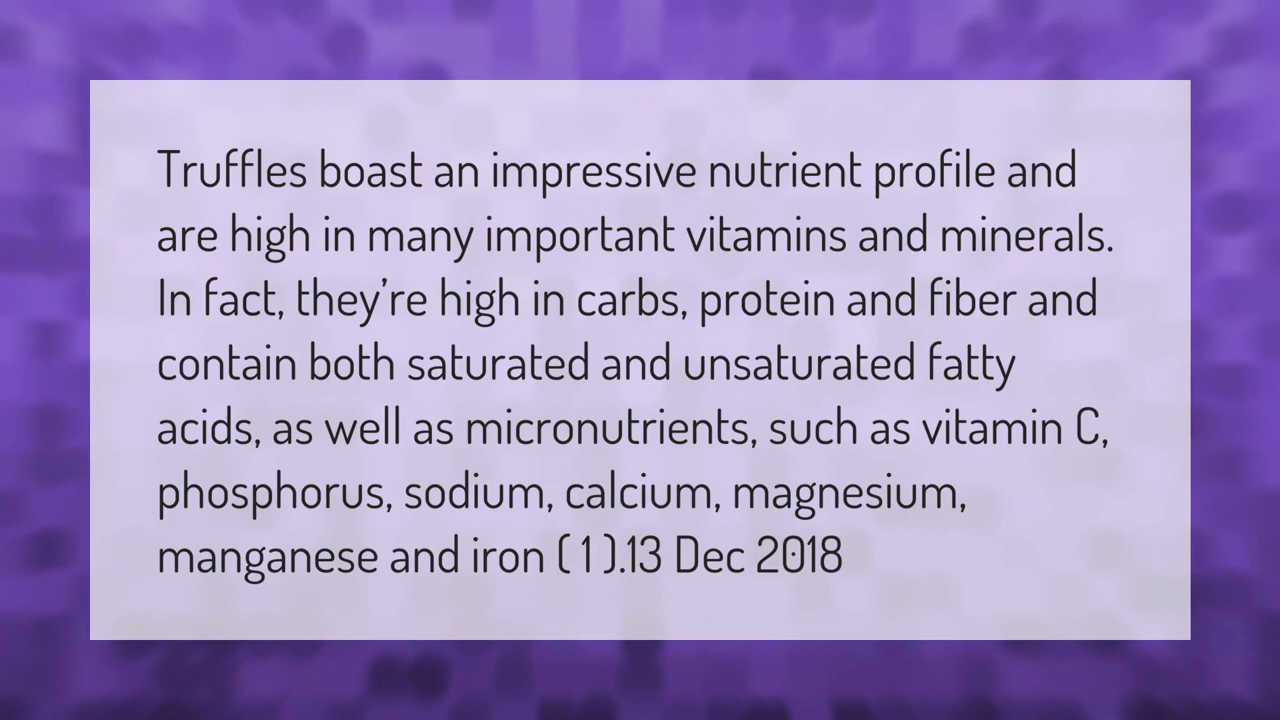 Truffles boast an impressive nutrient profile and
are high in many important vitamins and minerals.
In fact, they’re high in carbs, protein and fiber and
contain both saturated and unsaturated fatty
acids, as well as micronutrients, such as vitamin C,
phosphorus, sodium, calcium, magnesium,
manganese and iron ( 1 ).13 Dec 2018